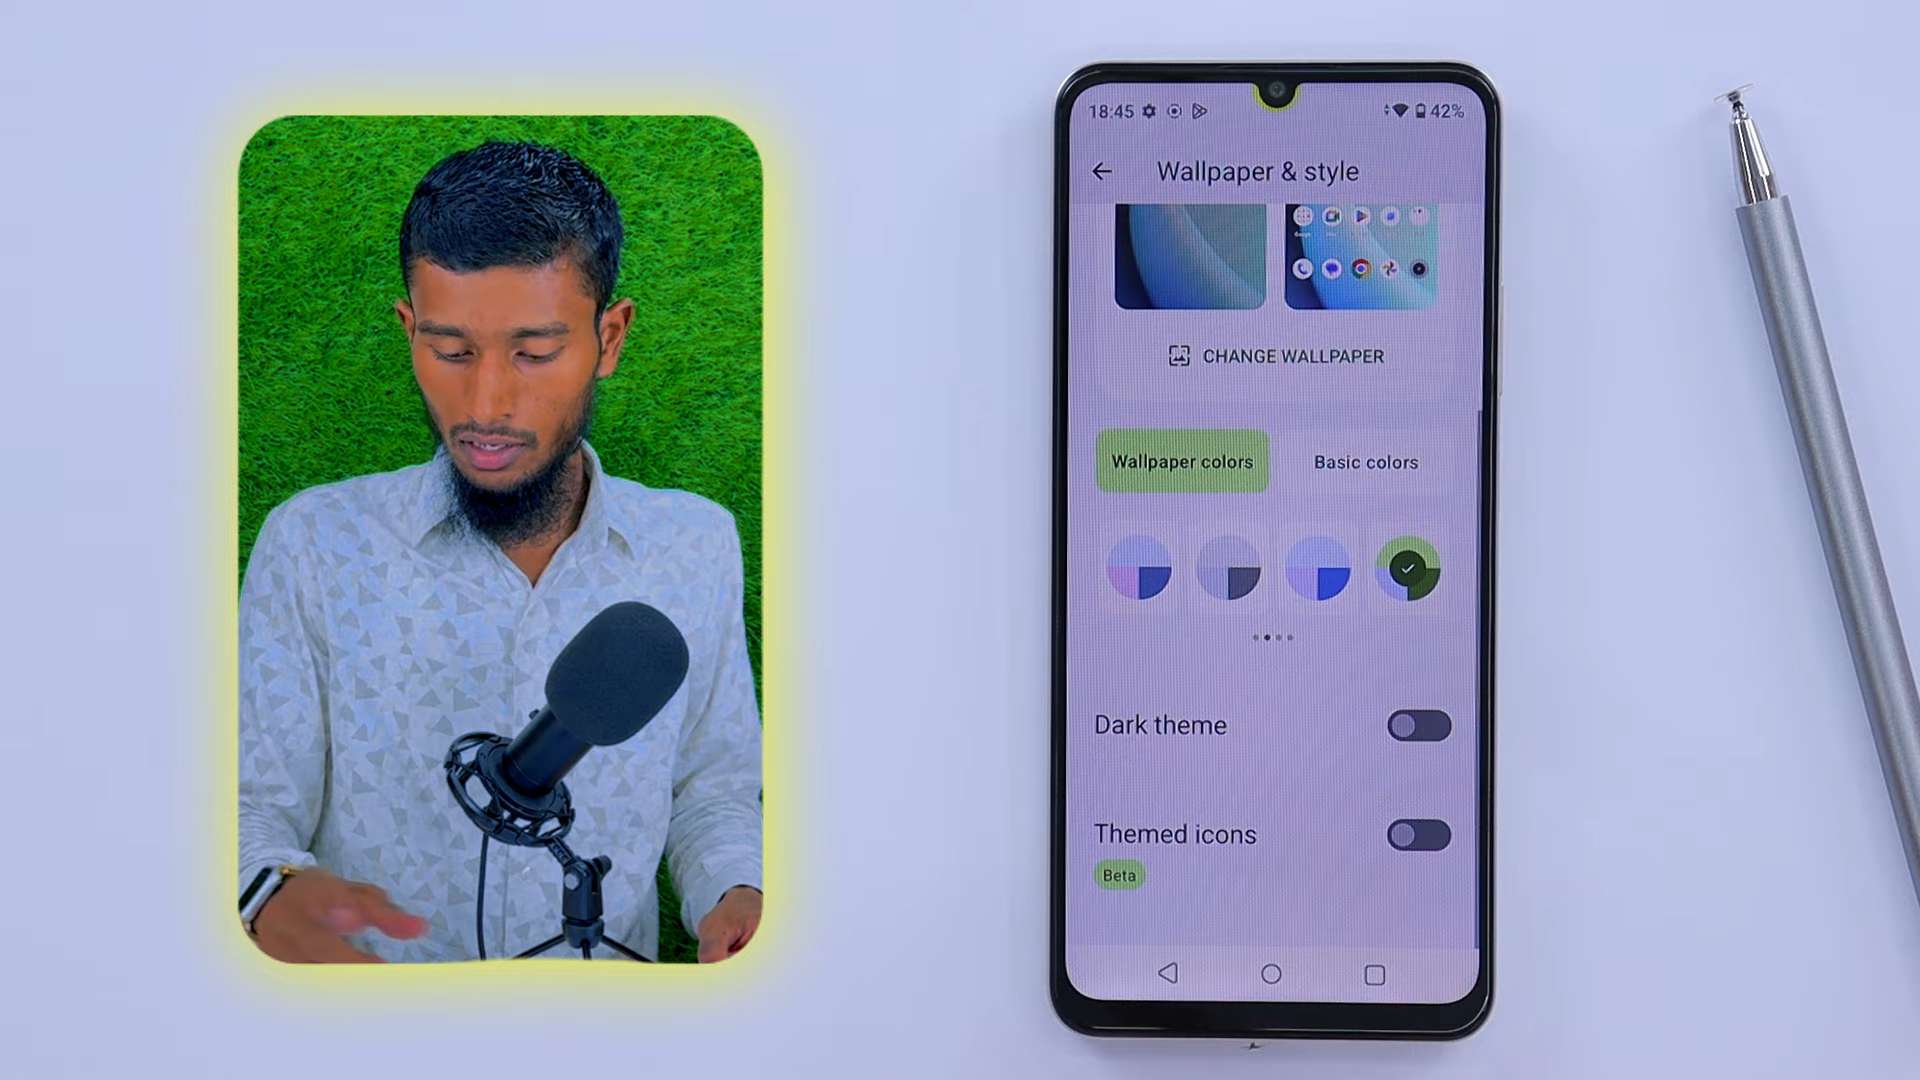 18:45
42%
Wallpaper & style
CHANGE WALLPAPER
Wallpaper colors
Basic colors
Dark theme
Themed icons
Beta